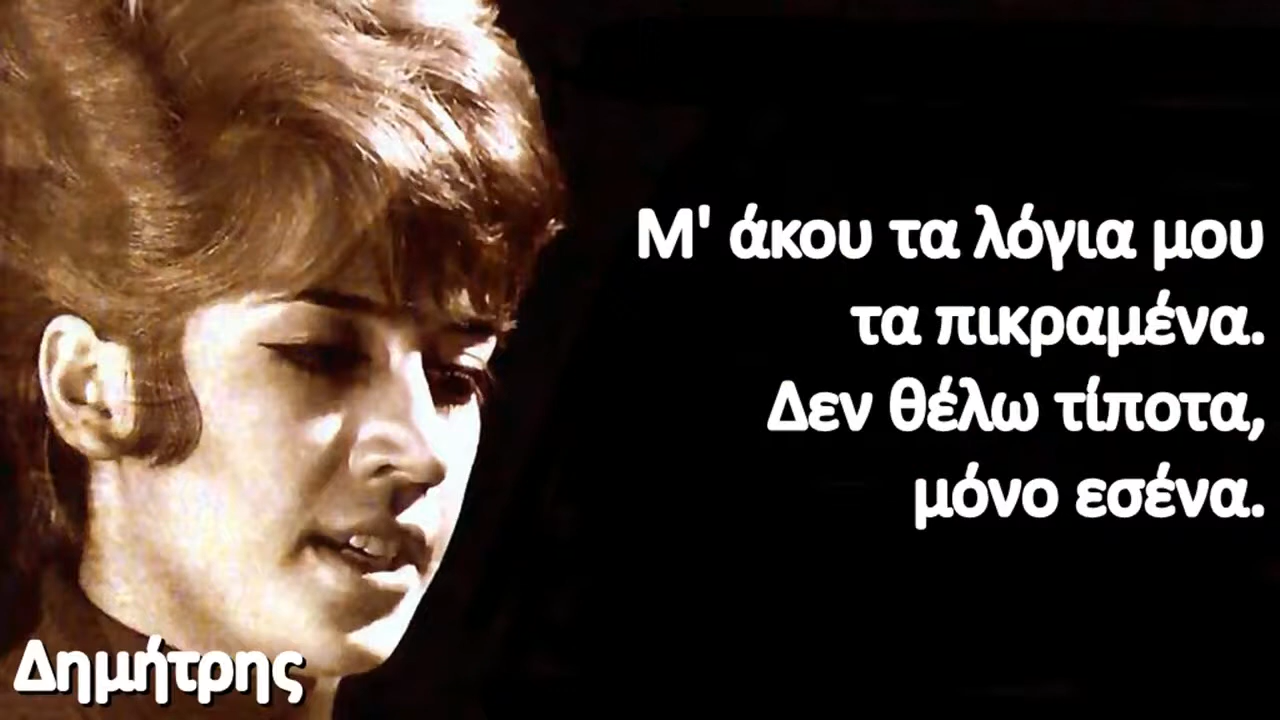 Μ' άκου τα λόγια μου
τα πικραμένα.
Δεν θέλω τίποτα,
μόνο εσένα.
Δημήτρης